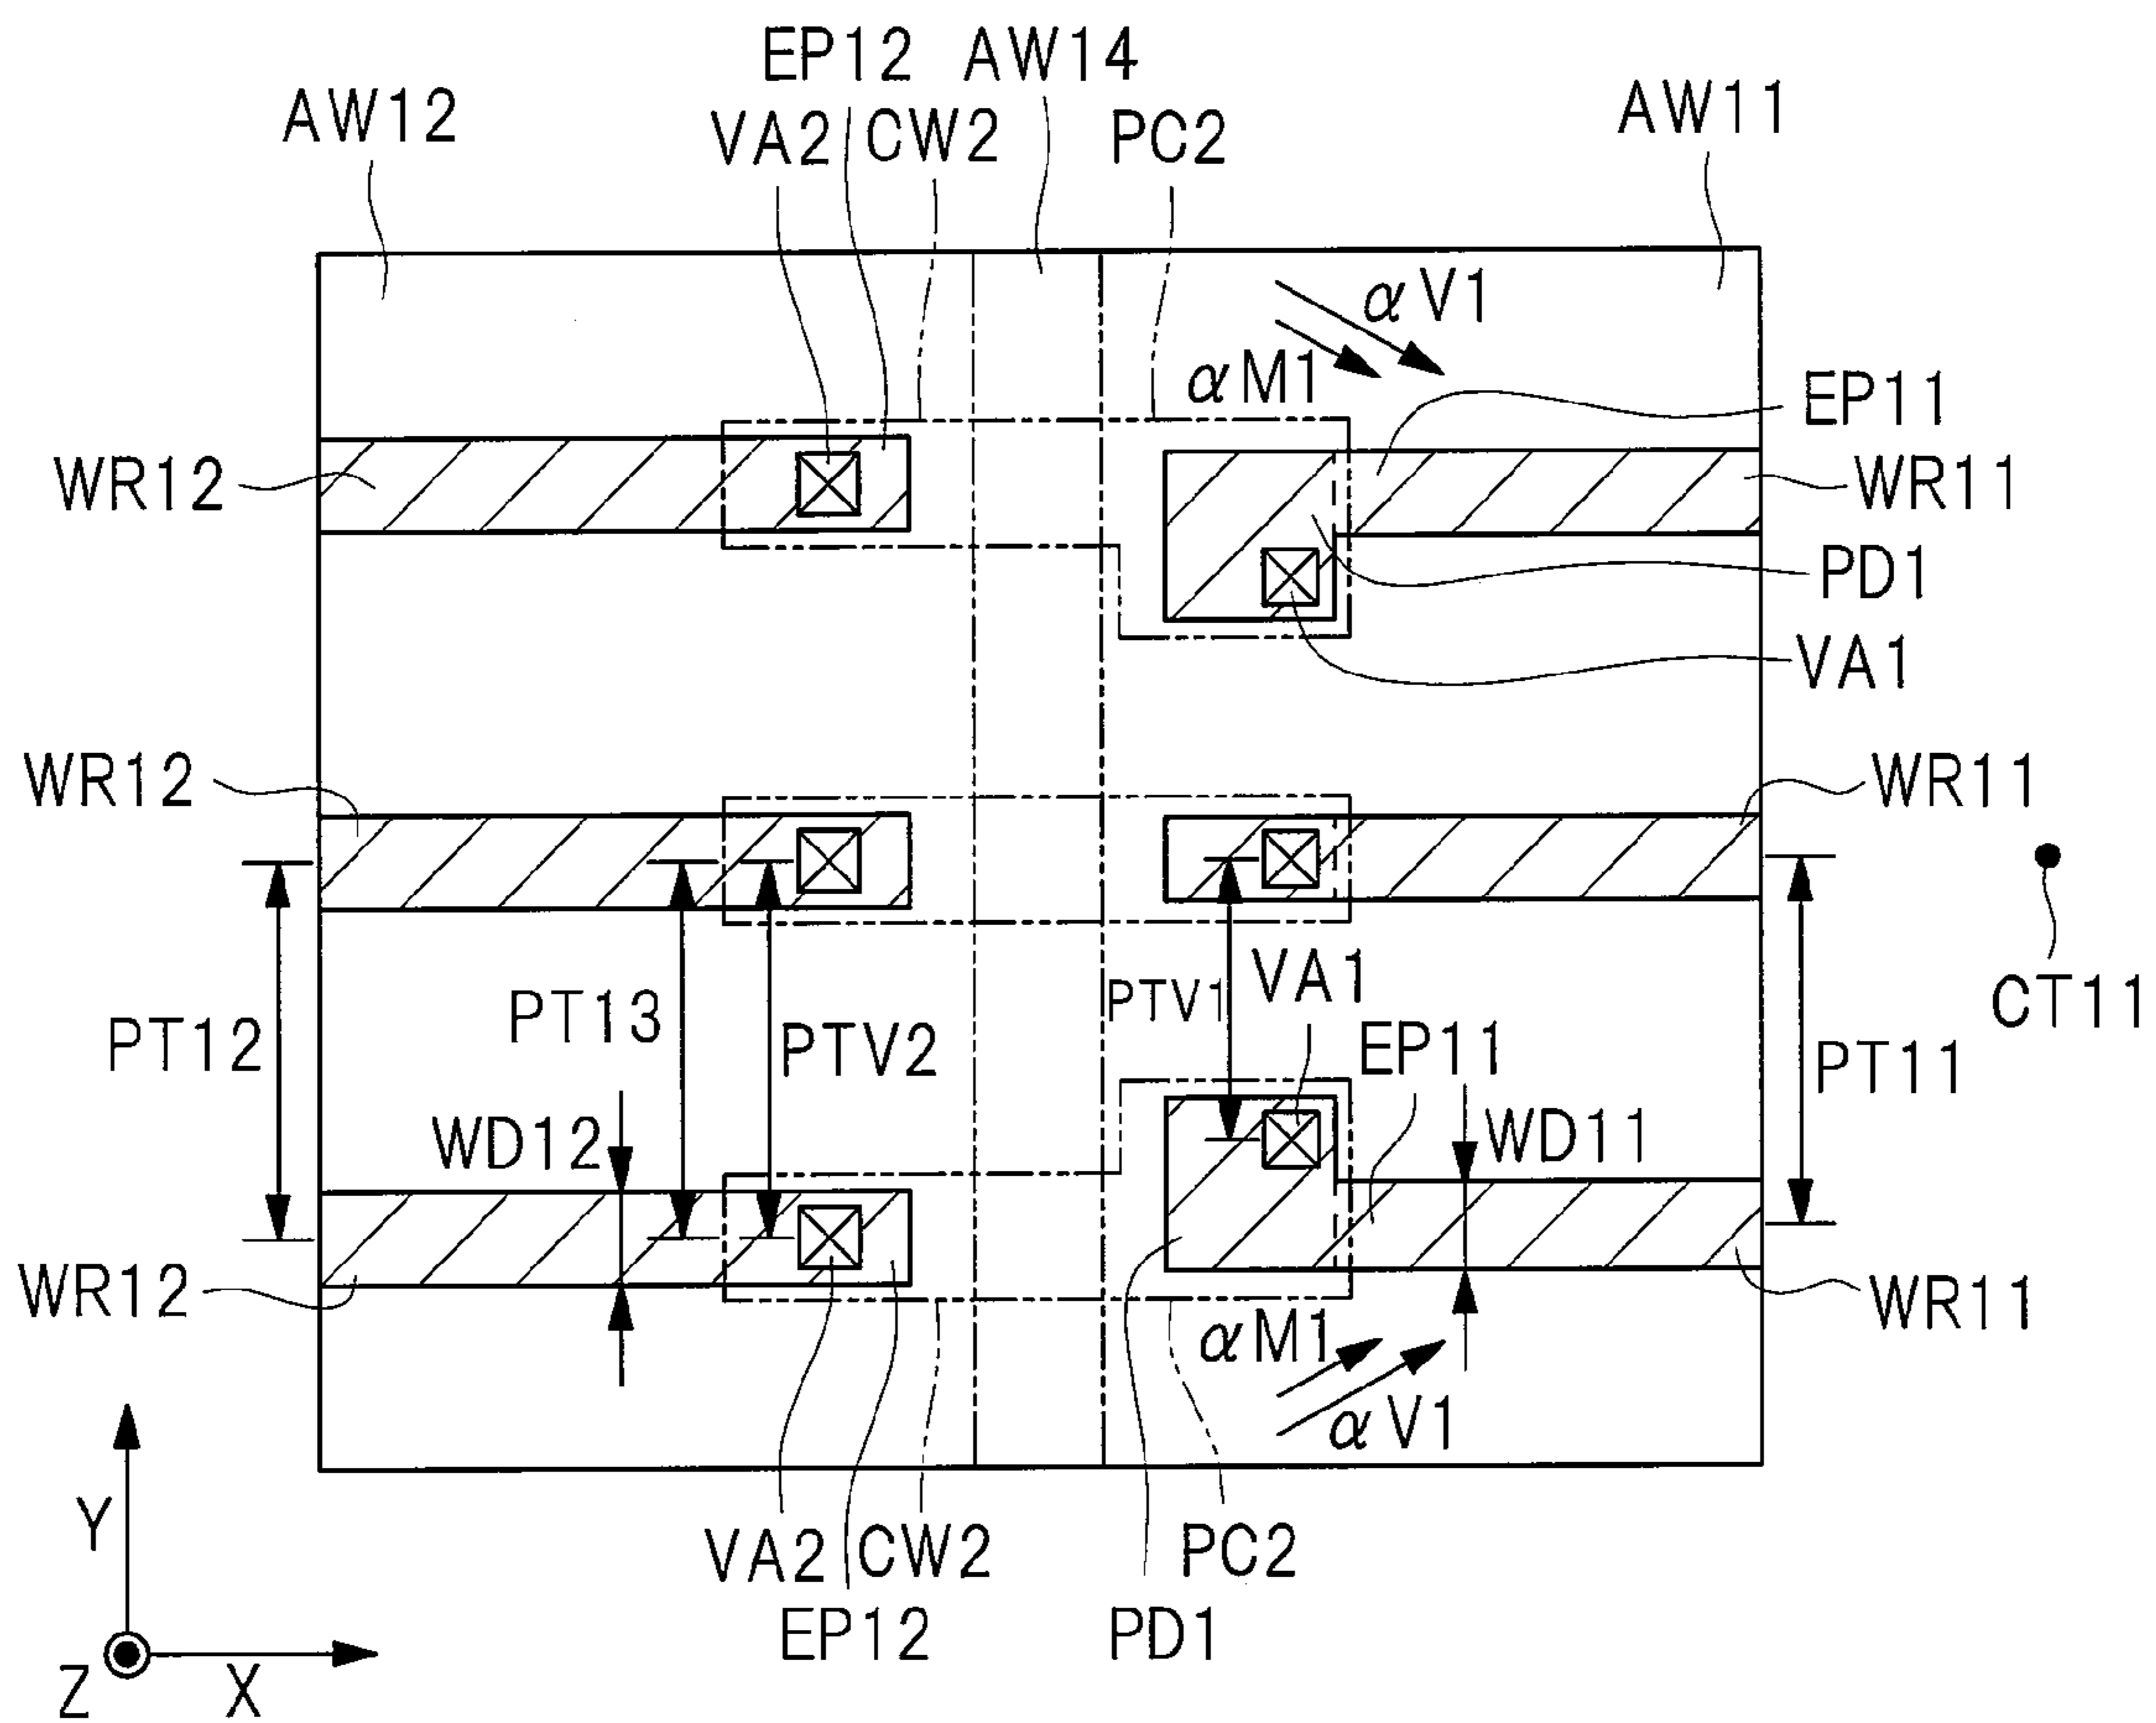 EP12 AW14
AW12 VA2 CW2 PC2 AW11
αV1
αM1
EP11
WR12 WR11
PD1
VA1
WR12 WR11
PT12 PT13 PTV2 PTV1 VA1 CT11
EP11 PT11
WD12 WD11
WR12 WR11
αM1
αV1
Y VA2 CW2 PC2
EP12 PD1
Z X